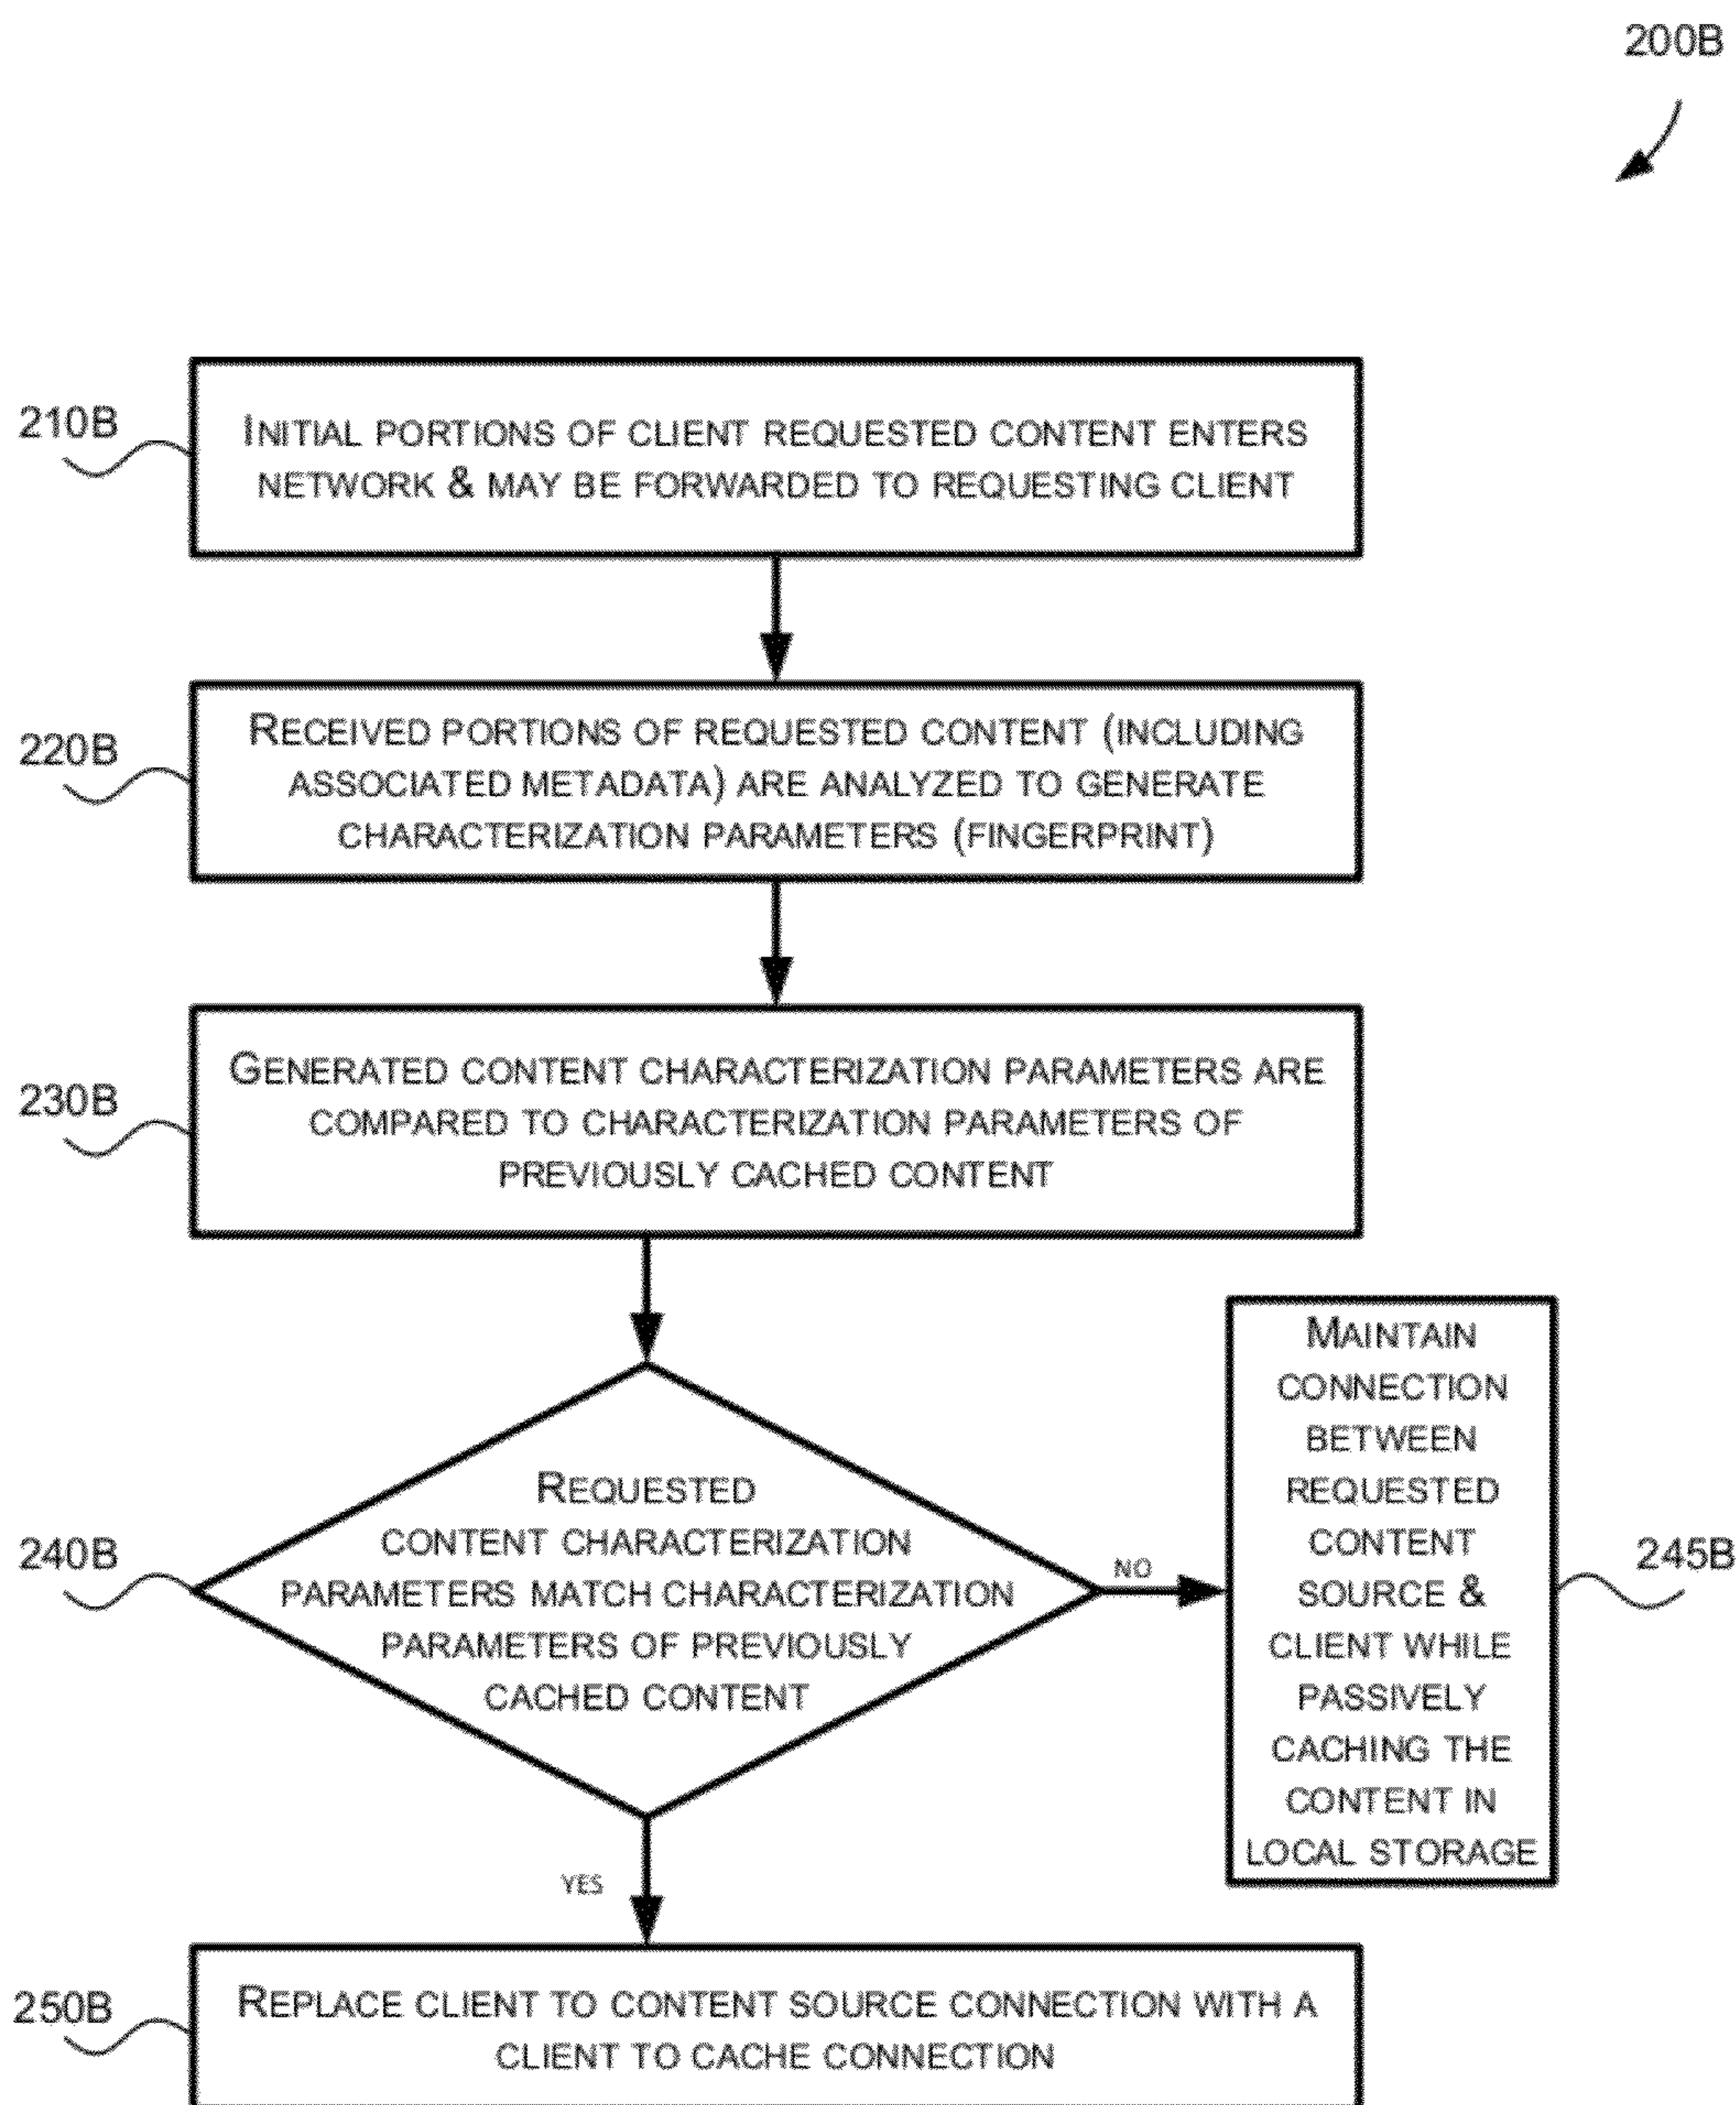 200B
210B
INITIAL PORTIONS OF CLIENT REQUESTED CONTENT ENTERS
NETWORK & MAY BE FORWARDED TO REQUESTING CLIENT
220B
RECEIVED PORTIONS OF REQUESTED CONTENT (INCLUDING
ASSOCIATED METADATA) ARE ANALYZED TO GENERATE
CHARACTERIZATION PARAMETERS (FINGERPRINT)
230B
GENERATED CONTENT CHARACTERIZATION PARAMETERS ARE
COMPARED TO CHARACTERIZATION PARAMETERS OF
PREVIOUSLY CACHED CONTENT
240B
REQUESTED
CONTENT CHARACTERIZATION
PARAMETERS MATCH CHARACTERIZATION
PARAMETERS OF PREVIOUSLY
CACHED CONTENT
NO
MAINTAIN
CONNECTION
BETWEEN
REQUESTED
CONTENT
SOURCE &
CLIENT WHILE
PASSIVELY
CACHING THE
CONTENT IN
LOCAL STORAGE
245B
YES
250B
REPLACE CLIENT TO CONTENT SOURCE CONNECTION WITH A
CLIENT TO CACHE CONNECTION